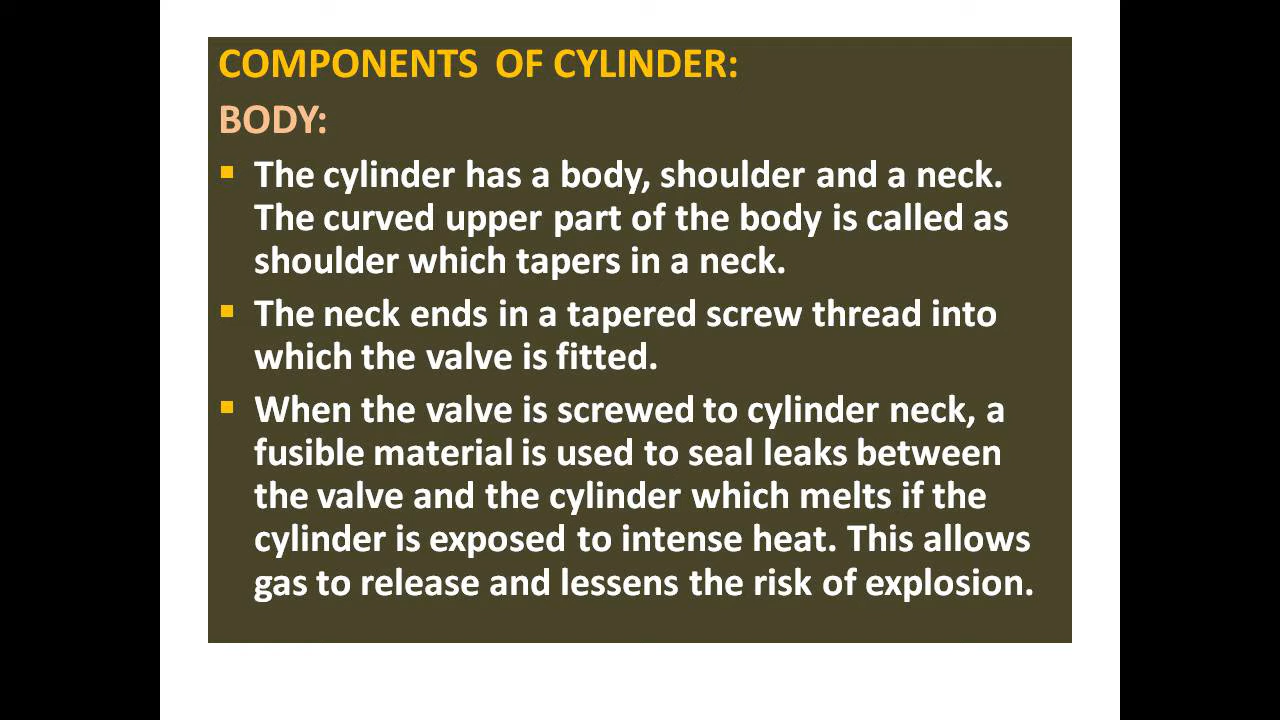 COMPONENTS OF CYLINDER:
BODY:
▪ The cylinder has a body, shoulder and a neck.
The curved upper part of the body is called as
shoulder which tapers in a neck.
▪ The neck ends in a tapered screw thread into
which the valve is fitted.
▪ When the valve is screwed to cylinder neck, a
fusible material is used to seal leaks between
the valve and the cylinder which melts if the
cylinder is exposed to intense heat. This allows
gas to release and lessens the risk of explosion.